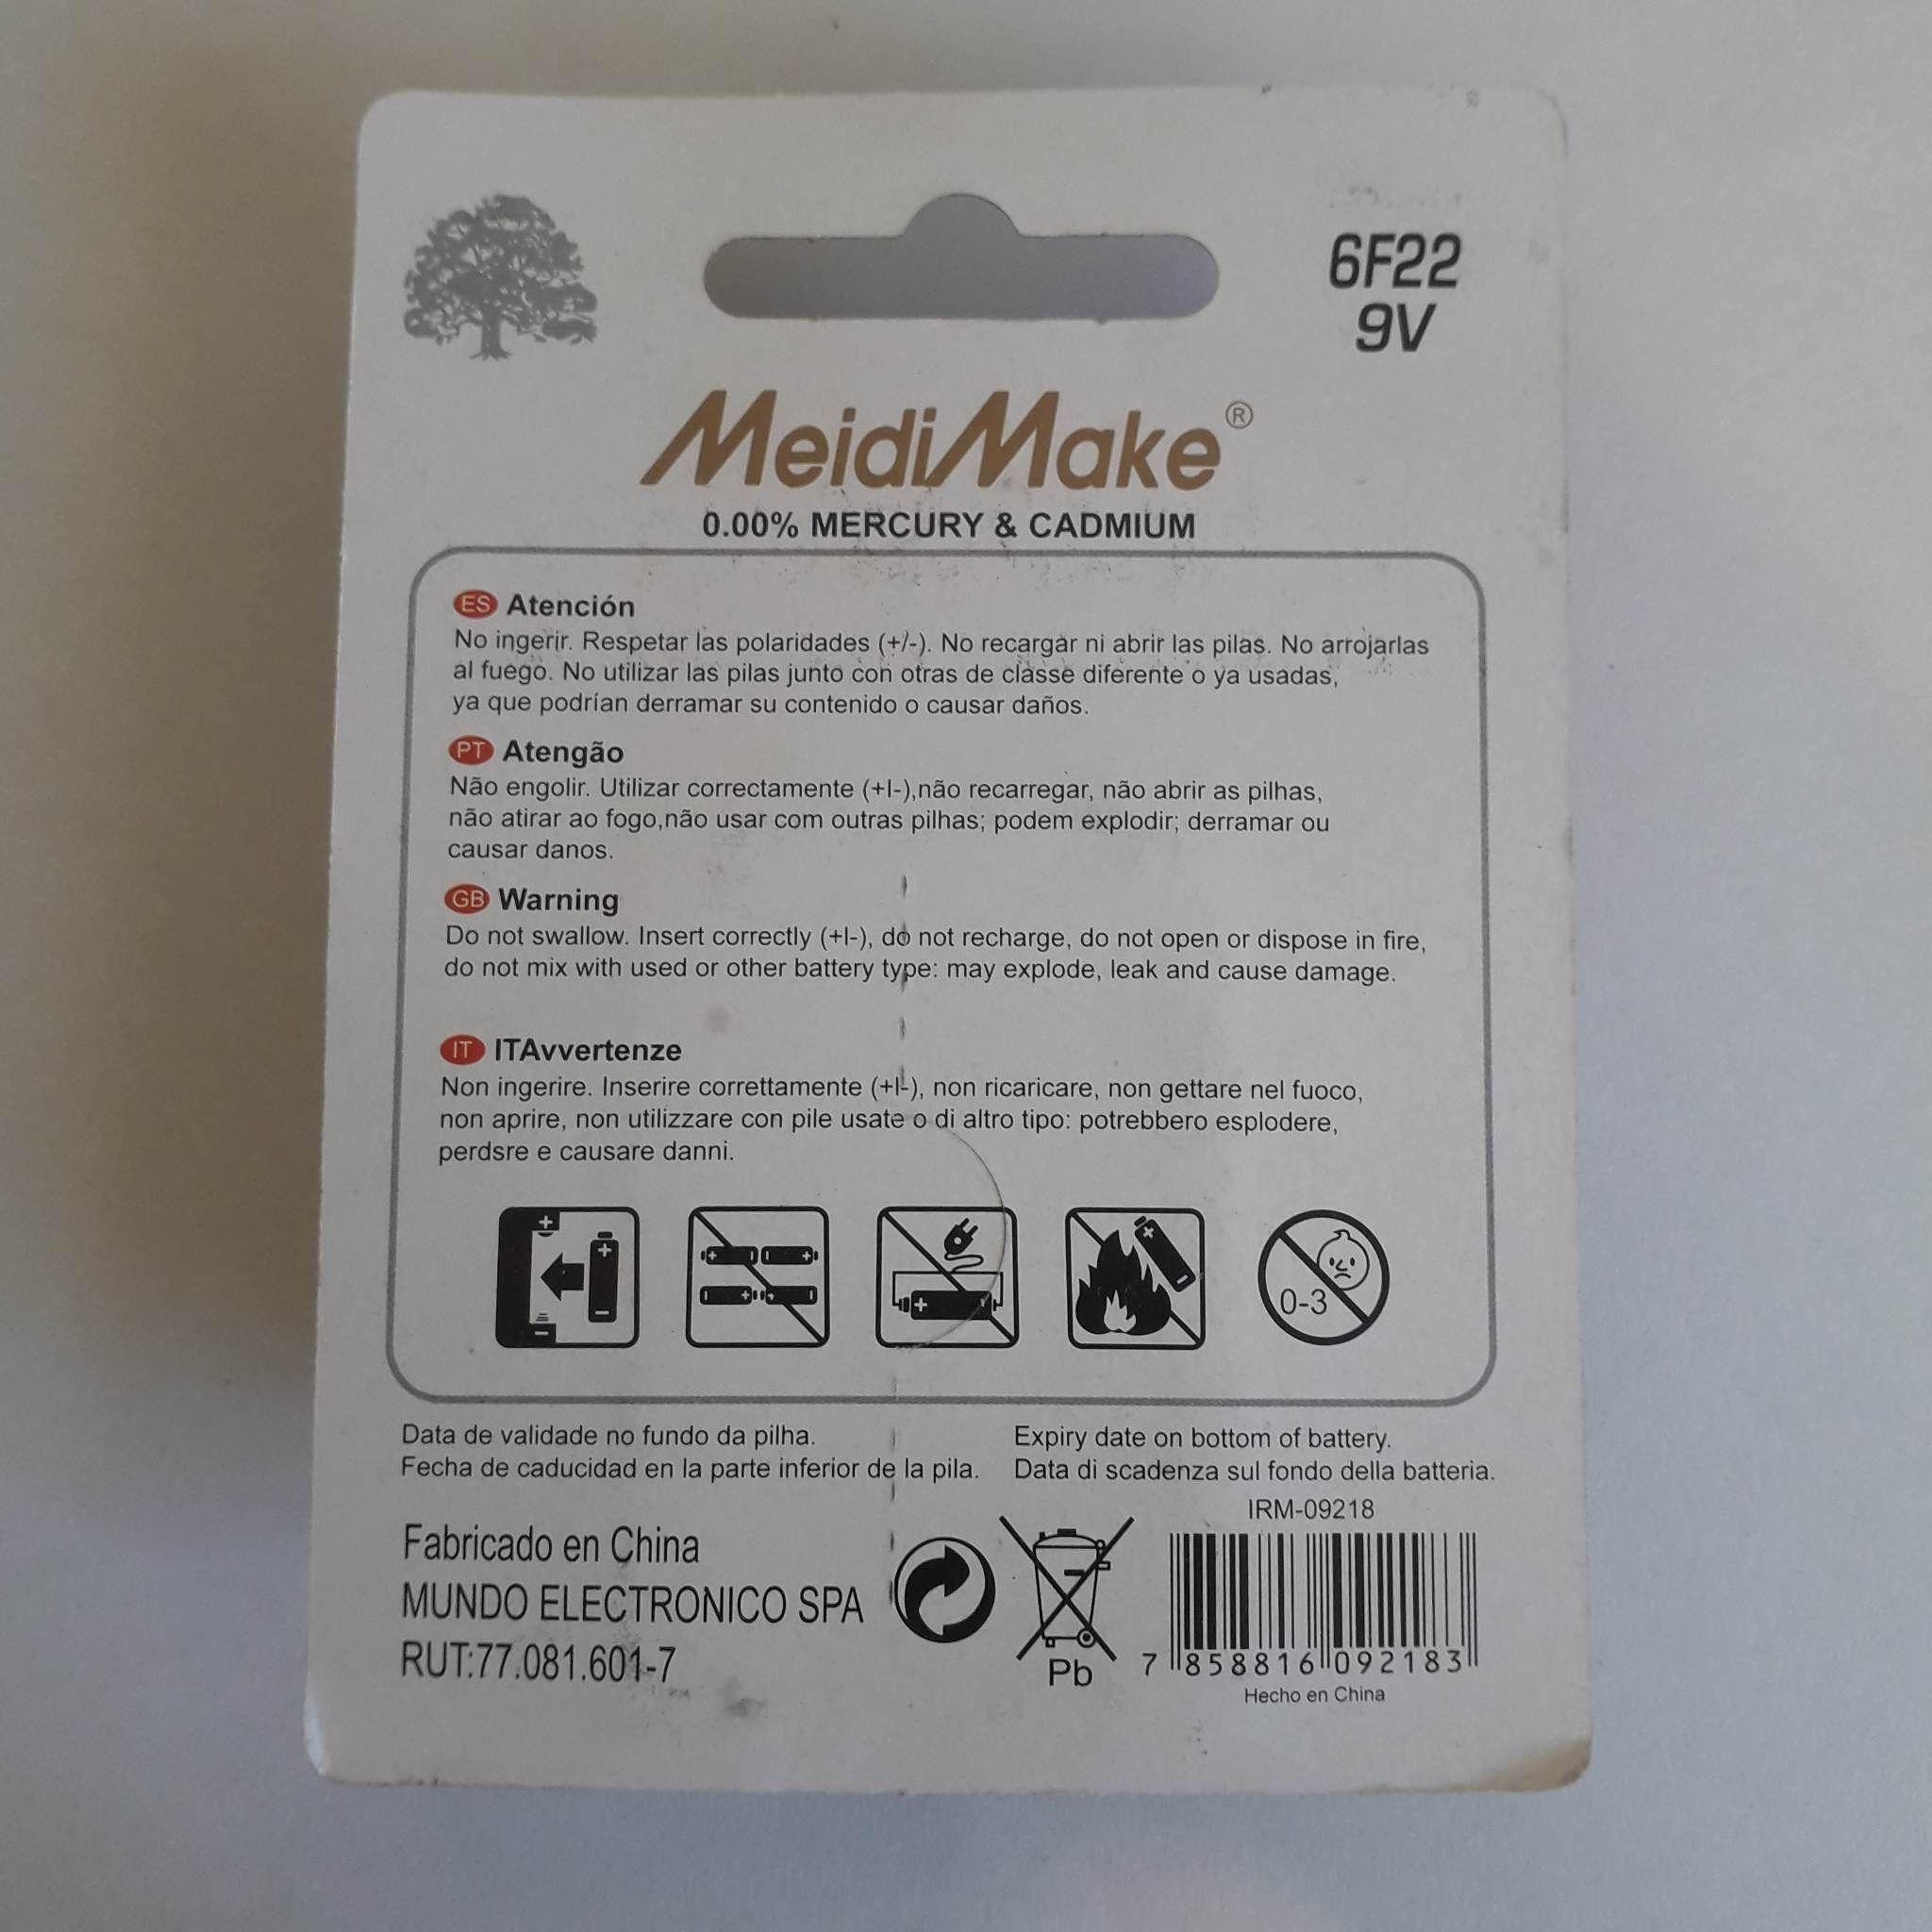 6F22
9V
MeidiMake®
0.00% MERCURY & CADMIUM
ES Atención
No ingerir. Respetar las polaridades (+/-). No recargar ni abrir las pilas. No arrojarlas
al fuego. No utilizar las pilas junto con otras de classe diferente o ya usadas,
ya que podrían derramar su contenido o causar daños.
PT Atengão
Não engolir. Utilizar correctamente (+l-),não recarregar, não abrir as pilhas,
não atirar ao fogo,não usar com outras pilhas; podem explodir; derramar ou
causar danos.
GB Warning
Do not swallow. Insert correctly (+l-), do not recharge, do not open or dispose in fire,
do not mix with used or other battery type: may explode, leak and cause damage.
IT ITAvvertenze
Non ingerire. Inserire correttamente (+l-), non ricaricare, non gettare nel fuoco,
non aprire, non utilizzare con pile usate o di altro tipo: potrebbero esplodere,
perdsre e causare danni.
0-3
Data de validade no fundo da pilha.
Fecha de caducidad en la parte inferior de la pila.
Expiry date on bottom of battery.
Data di scadenza sul fondo della batteria.
Fabricado en China
MUNDO ELECTRONICO SPA
RUT:77.081.601-7
Pb
IRM-09218
7 858816 092183
Hecho en China